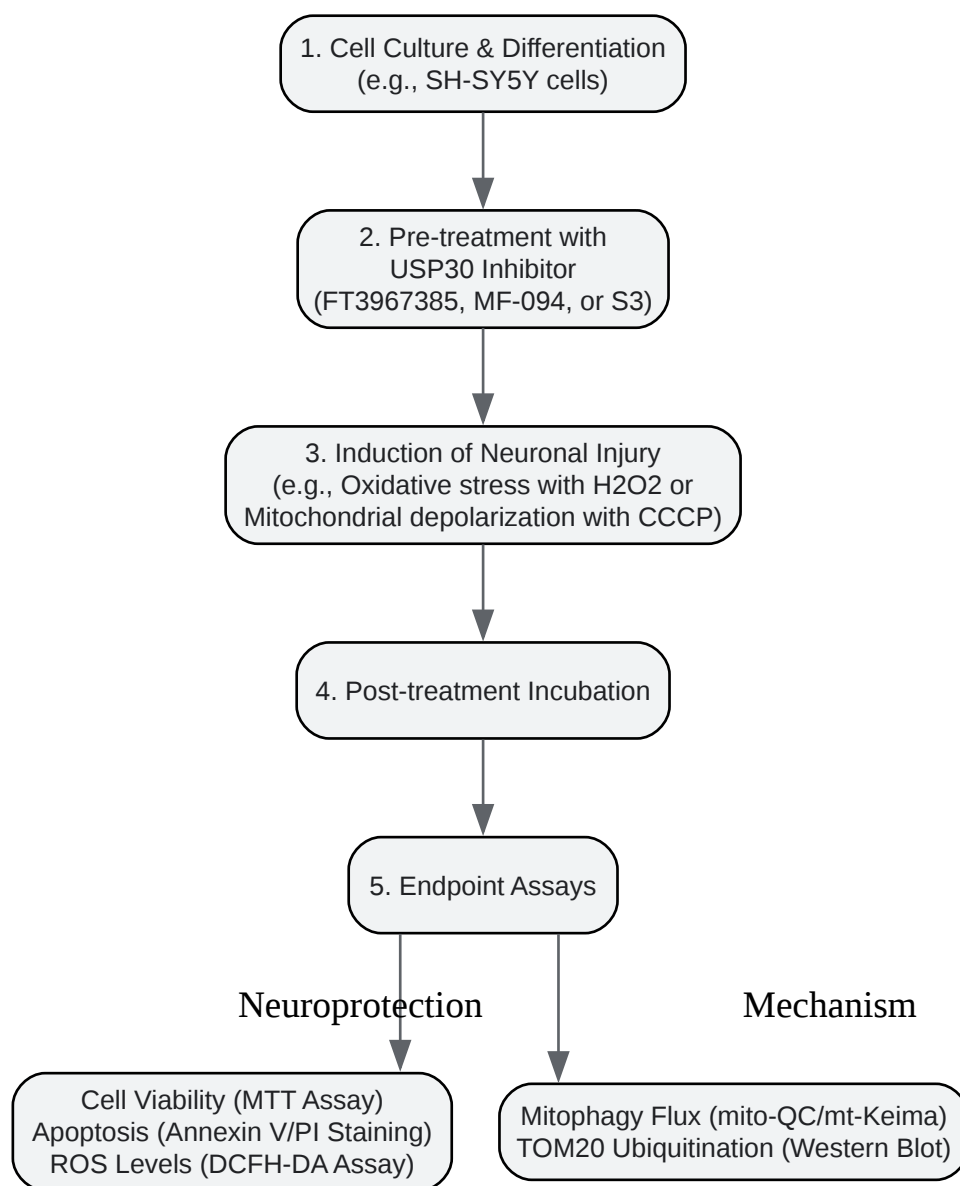 1. Cell Culture & Differentiation
(e.g., SH-SY5Y cells)
2. Pre-treatment with
USP30 Inhibitor
(FT3967385, MF-094, or S3)
3. Induction of Neuronal Injury
(e.g., Oxidative stress with H2O2 or
Mitochondrial depolarization with CCCP)
4. Post-treatment Incubation
5. Endpoint Assays
Neuroprotection
Mechanism
Cell Viability (MTT Assay)
Apoptosis (Annexin V/PI Staining)
ROS Levels (DCFH-DA Assay)
Mitophagy Flux (mito-QC/mt-Keima)
TOM20 Ubiquitination (Western Blot)